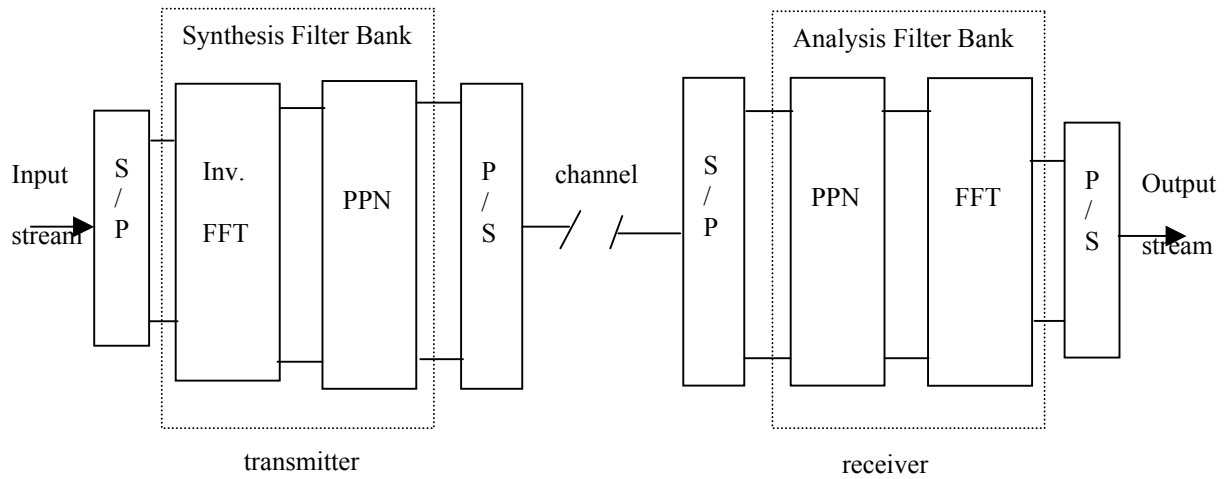 Synthesis Filter Bank
Analysis Filter Bank
Input
stream
S
/
P
Inv.
FFT
PPN
P
/
S
channel
S
/
P
PPN
FFT
P
/
S
Output
stream
transmitter
receiver